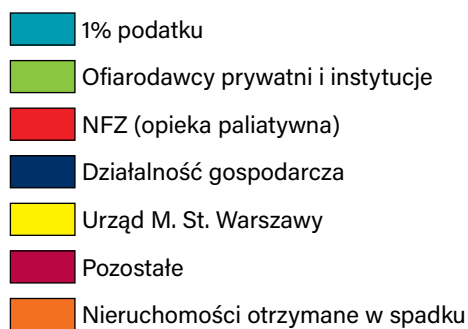 1% podatku
Ofiarodawcy prywatni i instytucje
NFZ (opieka paliatywna)
Działalność gospodarcza
Urząd M. St. Warszawy
Pozostałe
Nieruchomości otrzymane w spadku